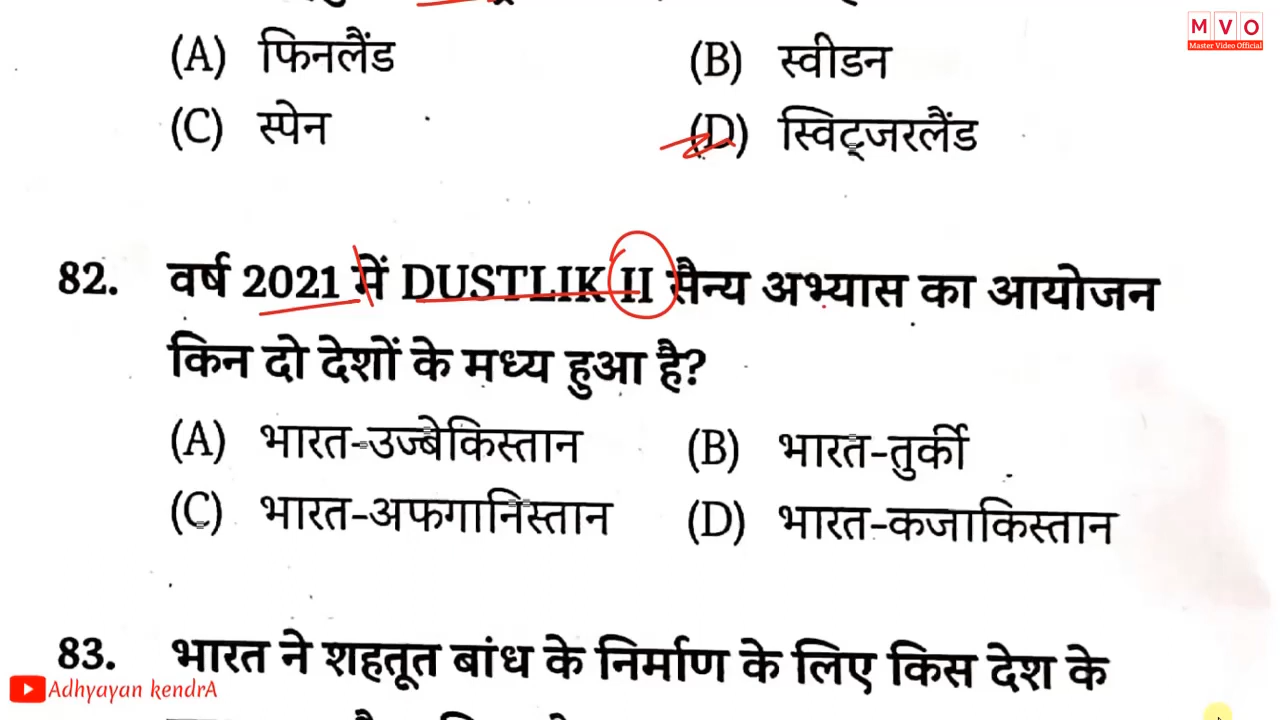 M V O
Master Video Official
(A) फिनलैंड (B) स्वीडन
(C) स्पेन (D) स्विट्जरलैंड
82. वर्ष 2021 में DUSTLIK II सैन्य अभ्यास का आयोजन
किन दो देशों के मध्य हुआ है?
(A) भारत-उज्बेकिस्तान (B) भारत-तुर्की
(C) भारत-अफगानिस्तान (D) भारत-कजाकिस्तान
83. भारत ने शहतूत बांध के निर्माण के लिए किस देश के
Adhyayan kendrA